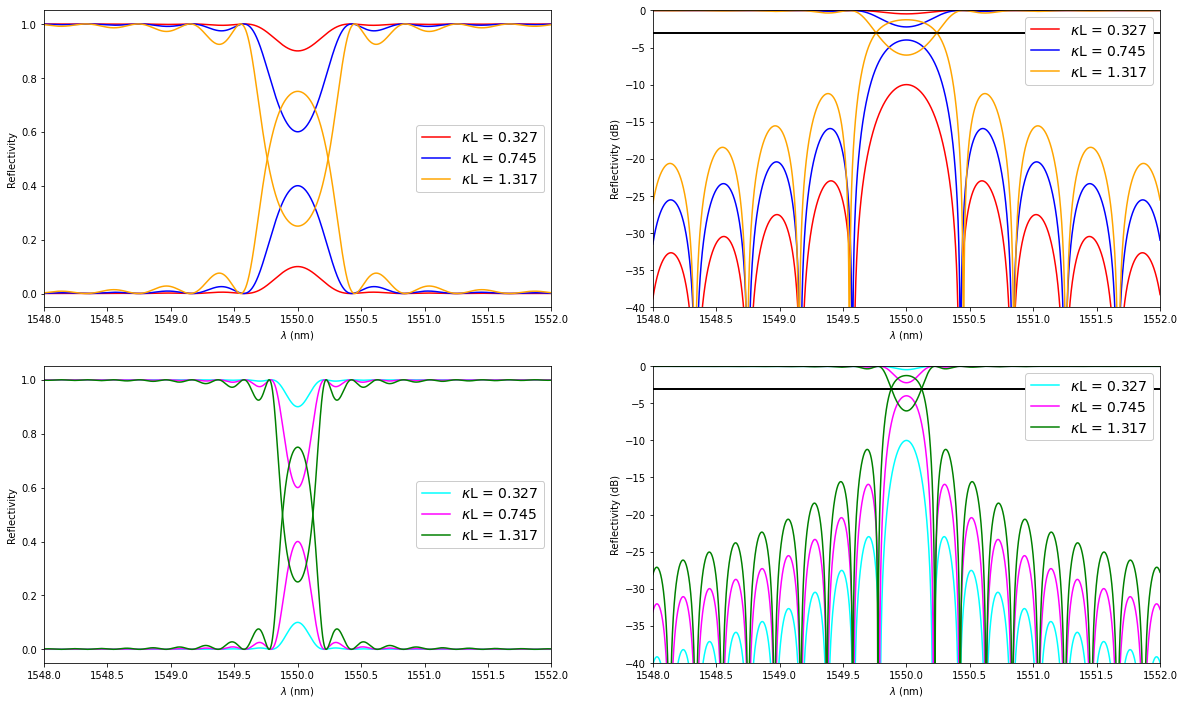 1.0
0.8
0.6
0.4
0.2
0.0
Reflectivity
κL = 0.327
κL = 0.745
κL = 1.317
1548.0 1548.5 1549.0 1549.5 1550.0 1550.5 1551.0 1551.5 1552.0
λ (nm)
0
−5
−10
−15
−20
−25
−30
−35
−40
Reflectivity (dB)
κL = 0.327
κL = 0.745
κL = 1.317
1548.0 1548.5 1549.0 1549.5 1550.0 1550.5 1551.0 1551.5 1552.0
λ (nm)
1.0
0.8
0.6
0.4
0.2
0.0
Reflectivity
κL = 0.327
κL = 0.745
κL = 1.317
1548.0 1548.5 1549.0 1549.5 1550.0 1550.5 1551.0 1551.5 1552.0
λ (nm)
0
−5
−10
−15
−20
−25
−30
−35
−40
Reflectivity (dB)
κL = 0.327
κL = 0.745
κL = 1.317
1548.0 1548.5 1549.0 1549.5 1550.0 1550.5 1551.0 1551.5 1552.0
λ (nm)